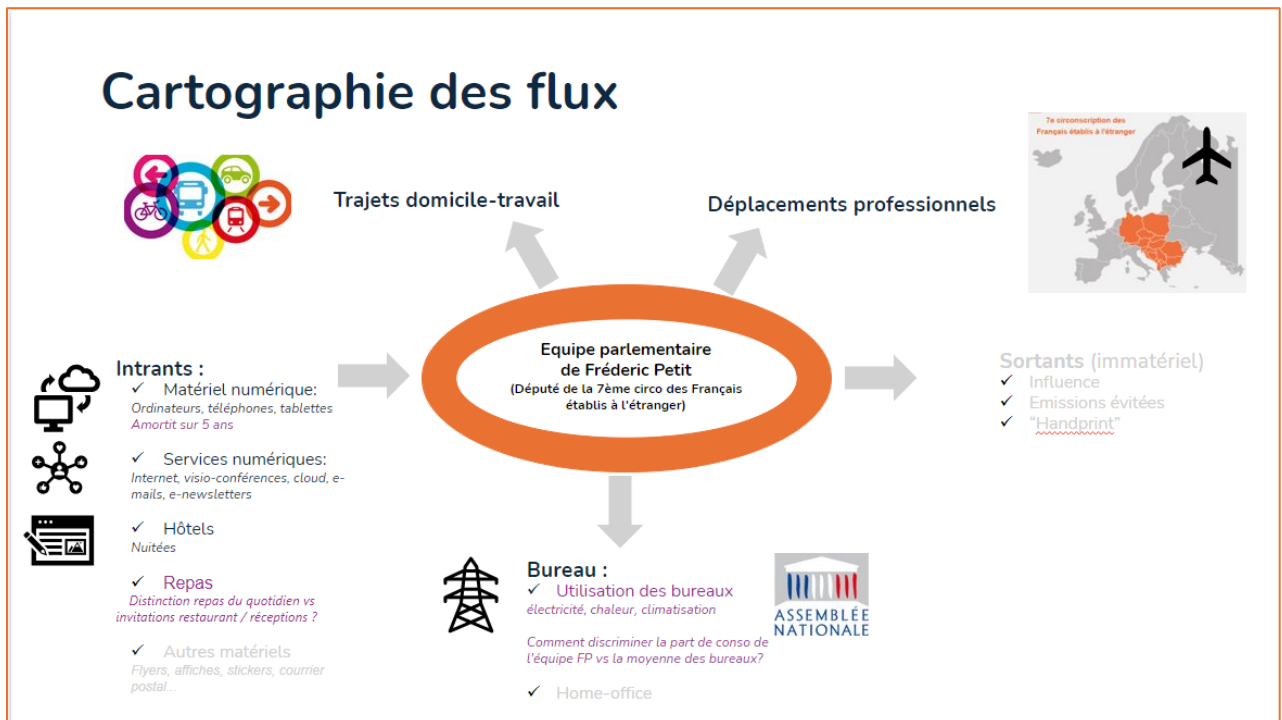 Cartographie des flux
7e circonscription des
Français établis à l'étranger
Trajets domicile-travail
Déplacements professionnels
Equipe parlementaire
de Fréderic Petit
(Député de la 7ème circo des Français
établis à l'étranger)
Intrants :
✓ Matériel numérique:
Ordinateurs, téléphones, tablettes
Amortit sur 5 ans
✓ Services numériques:
Internet, visio-conférences, cloud, e-
mails, e-newsletters
✓ Hôtels
Nuitées
✓ Repas
Distinction repas du quotidien vs
invitations restaurant / réceptions ?
✓ Autres matériels
Flyers, affiches, stickers, courrier
postal...
Sortants (immatériel)
✓ Influence
✓ Emissions évitées
✓ “Handprint”
Bureau :
✓ Utilisation des bureaux
électricité, chaleur, climatisation
Comment discriminer la part de conso de
l'équipe FP vs la moyenne des bureaux?
✓ Home-office
ASSEMBLÉE
NATIONALE